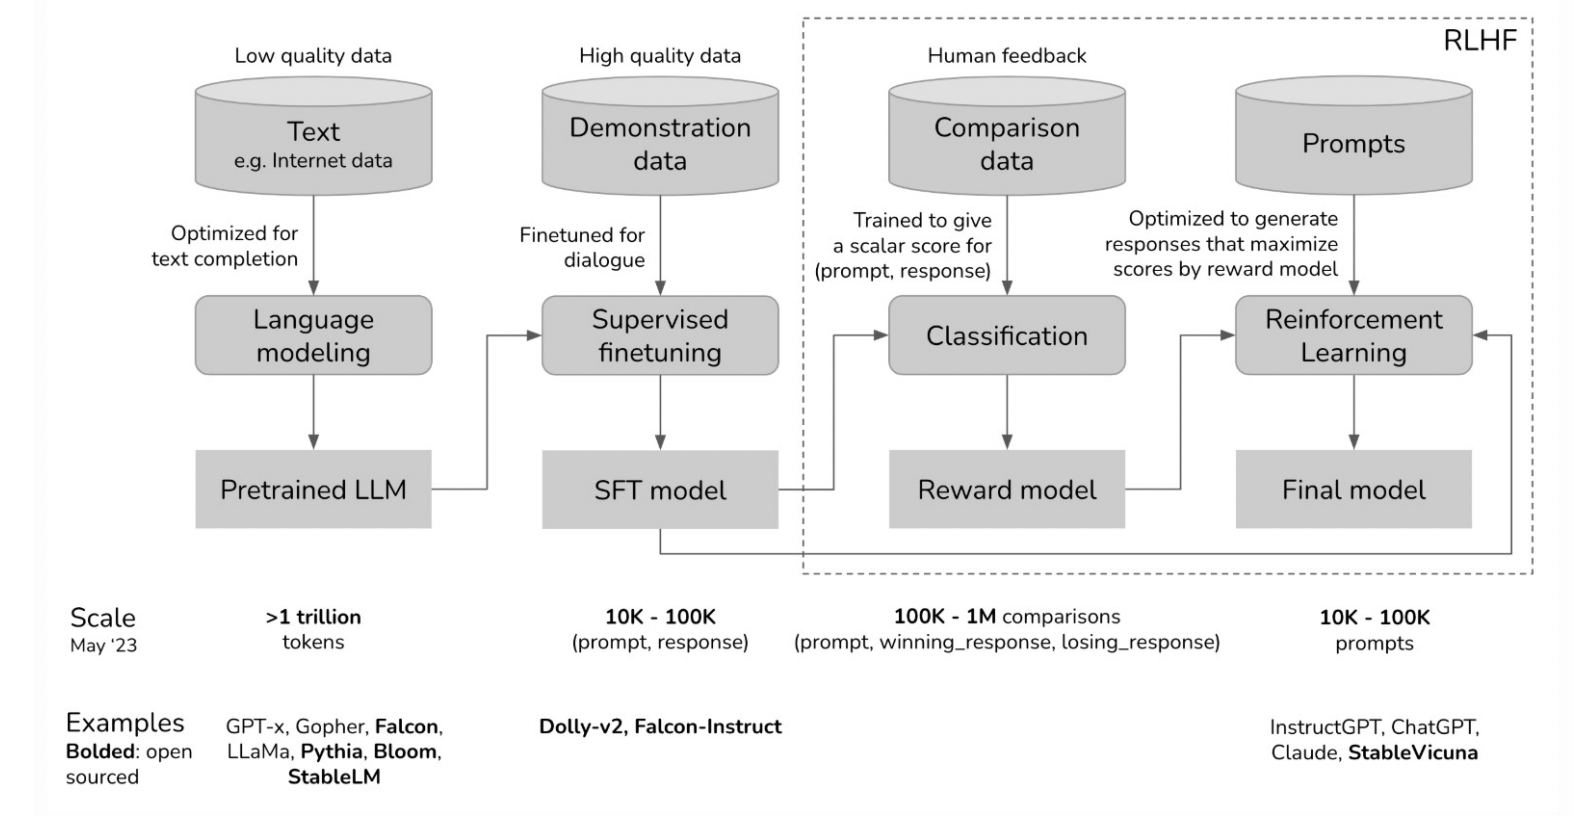 RLHF
Low quality data
High quality data
Human feedback
Text
e.g. Internet data
Demonstration
data
Comparison
data
Prompts
Optimized for
text completion
Finetuned for
dialogue
Trained to give
a scalar score for
(prompt, response)
Optimized to generate
responses that maximize
scores by reward model
Language
modeling
Supervised
finetuning
Classification
Reinforcement
Learning
Pretrained LLM
SFT model
Reward model
Final model
Scale
May ‘23
>1 trillion
tokens
10K - 100K
(prompt, response)
100K - 1M comparisons
(prompt, winning_response, losing_response)
10K - 100K
prompts
Examples
Bolded: open
sourced
GPT-x, Gopher, Falcon,
LLaMa, Pythia, Bloom,
StableLM
Dolly-v2, Falcon-Instruct
InstructGPT, ChatGPT,
Claude, StableVicuna